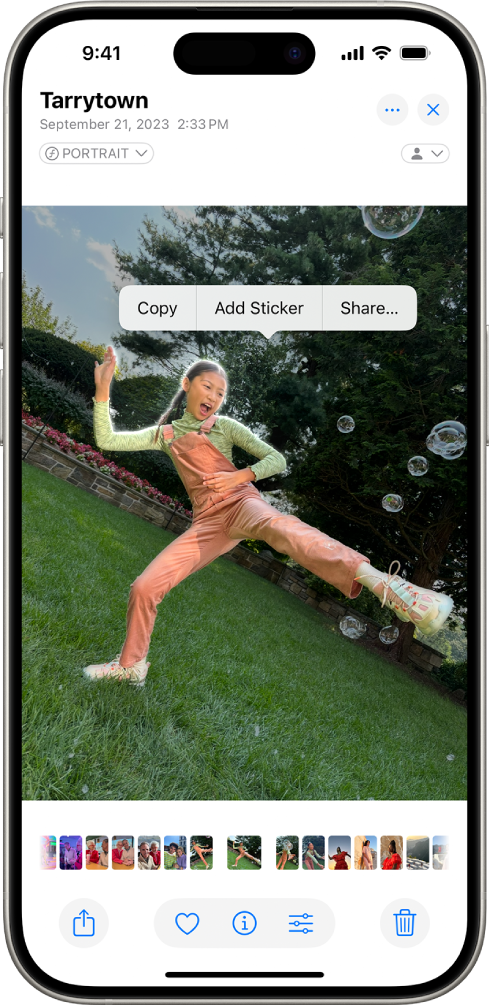 9:41
Tarrytown
September 21, 2023 2:33 PM
PORTRAIT
Copy Add Sticker Share...